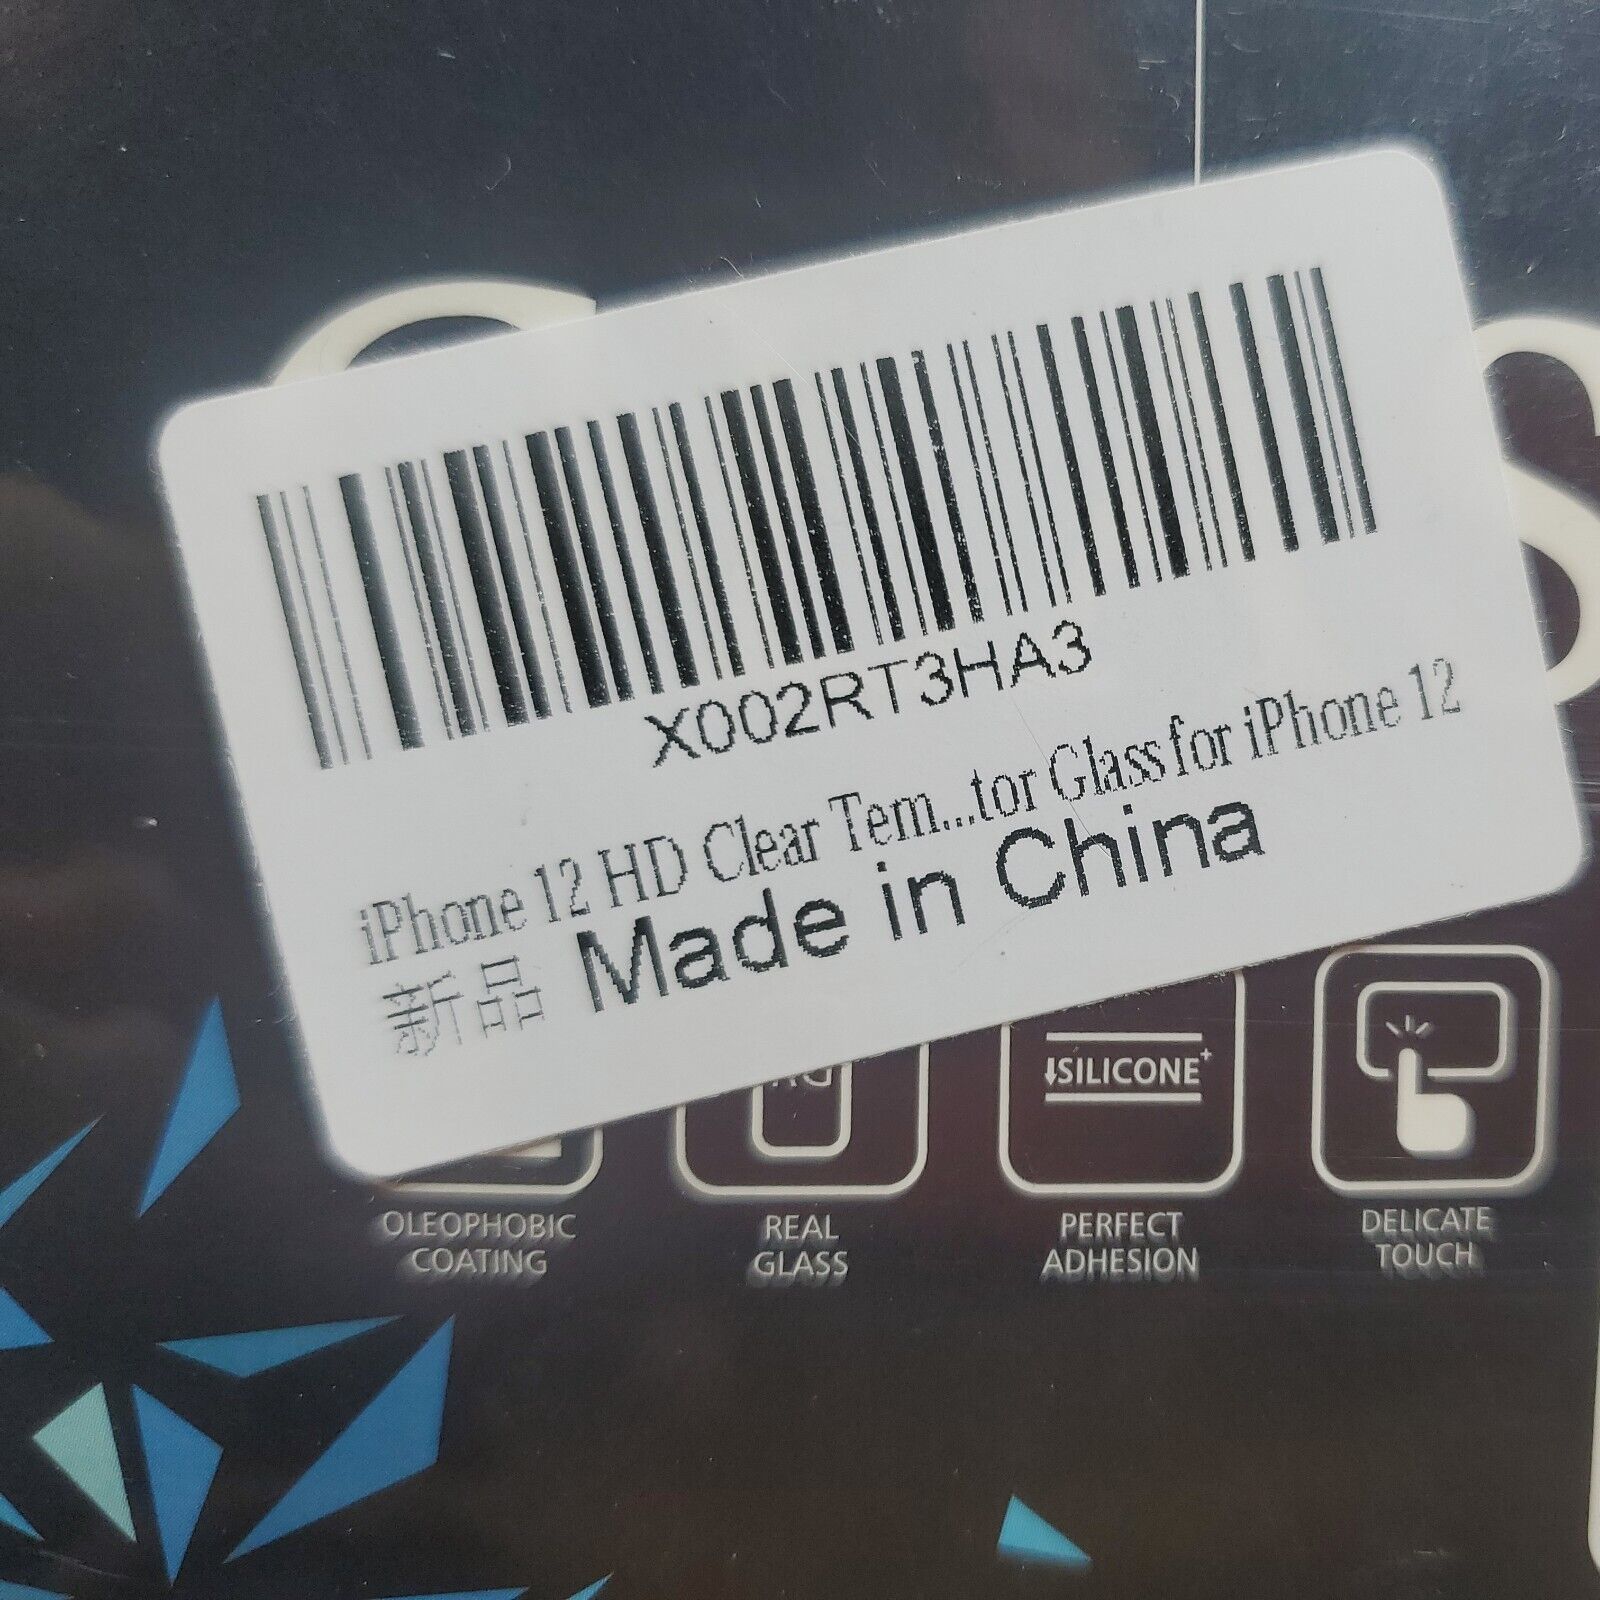 X002RT3HA3
iPhone 12 HD Clear Tem...tor Glass for iPhone 12
新品 Made in China
SILICONE+
OLEOPHOBIC
COATING
REAL
GLASS
PERFECT
ADHESION
DELICATE
TOUCH